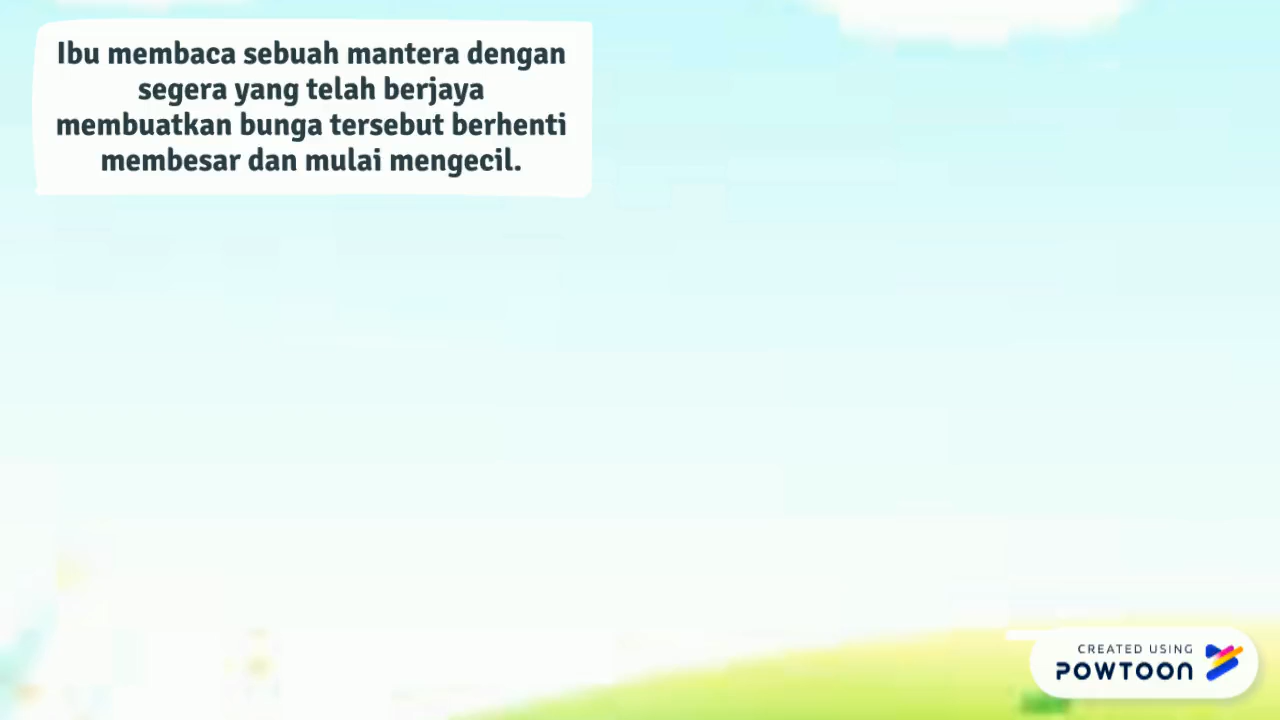 Ibu membaca sebuah mantera dengan
segera yang telah berjaya
membuatkan bunga tersebut berhenti
membesar dan mulai mengecil.
CREATED USING
POWTOON